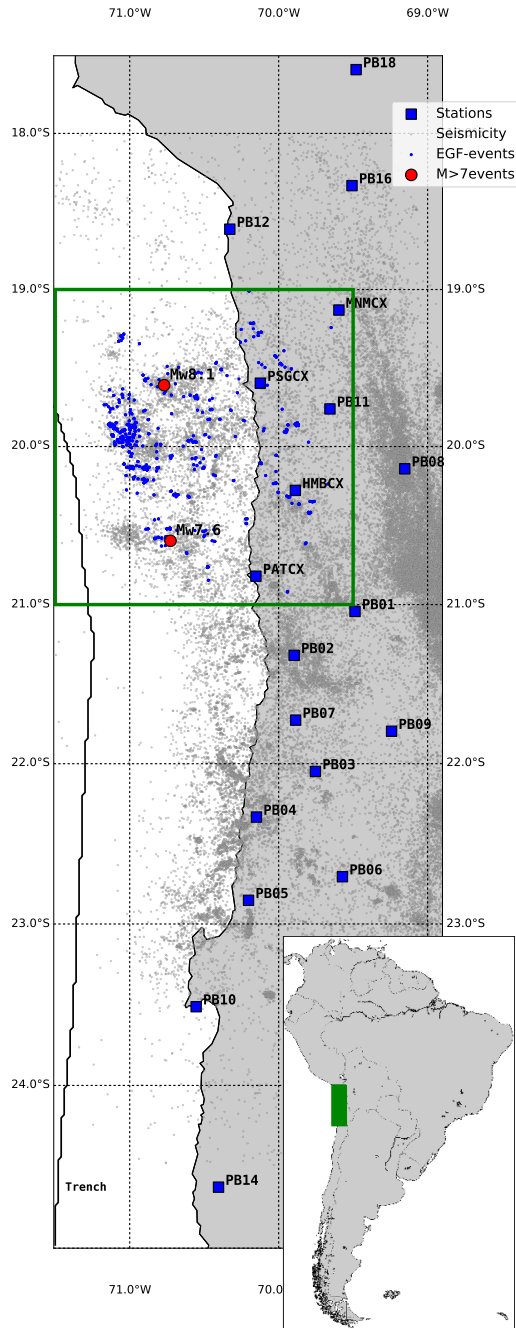 71.0°W 70.0°W 69.0°W
PB18
Stations
18.0°S
Seismicity
EGF-events
M>7events
PB16
PB12
19.0°S 19.0°S
MNMCX
Mw8.1
PSGCX
PB11
20.0°S 20.0°S
PB08
HMBCX
Mw7.6
PATCX
21.0°S 21.0°S
PB01
PB02
PB07
PB09
22.0°S 22.0°S
PB03
PB04
PB06
PB05
23.0°S 23.0°S
PB10
24.0°S
PB14
Trench
71.0°W 70.0